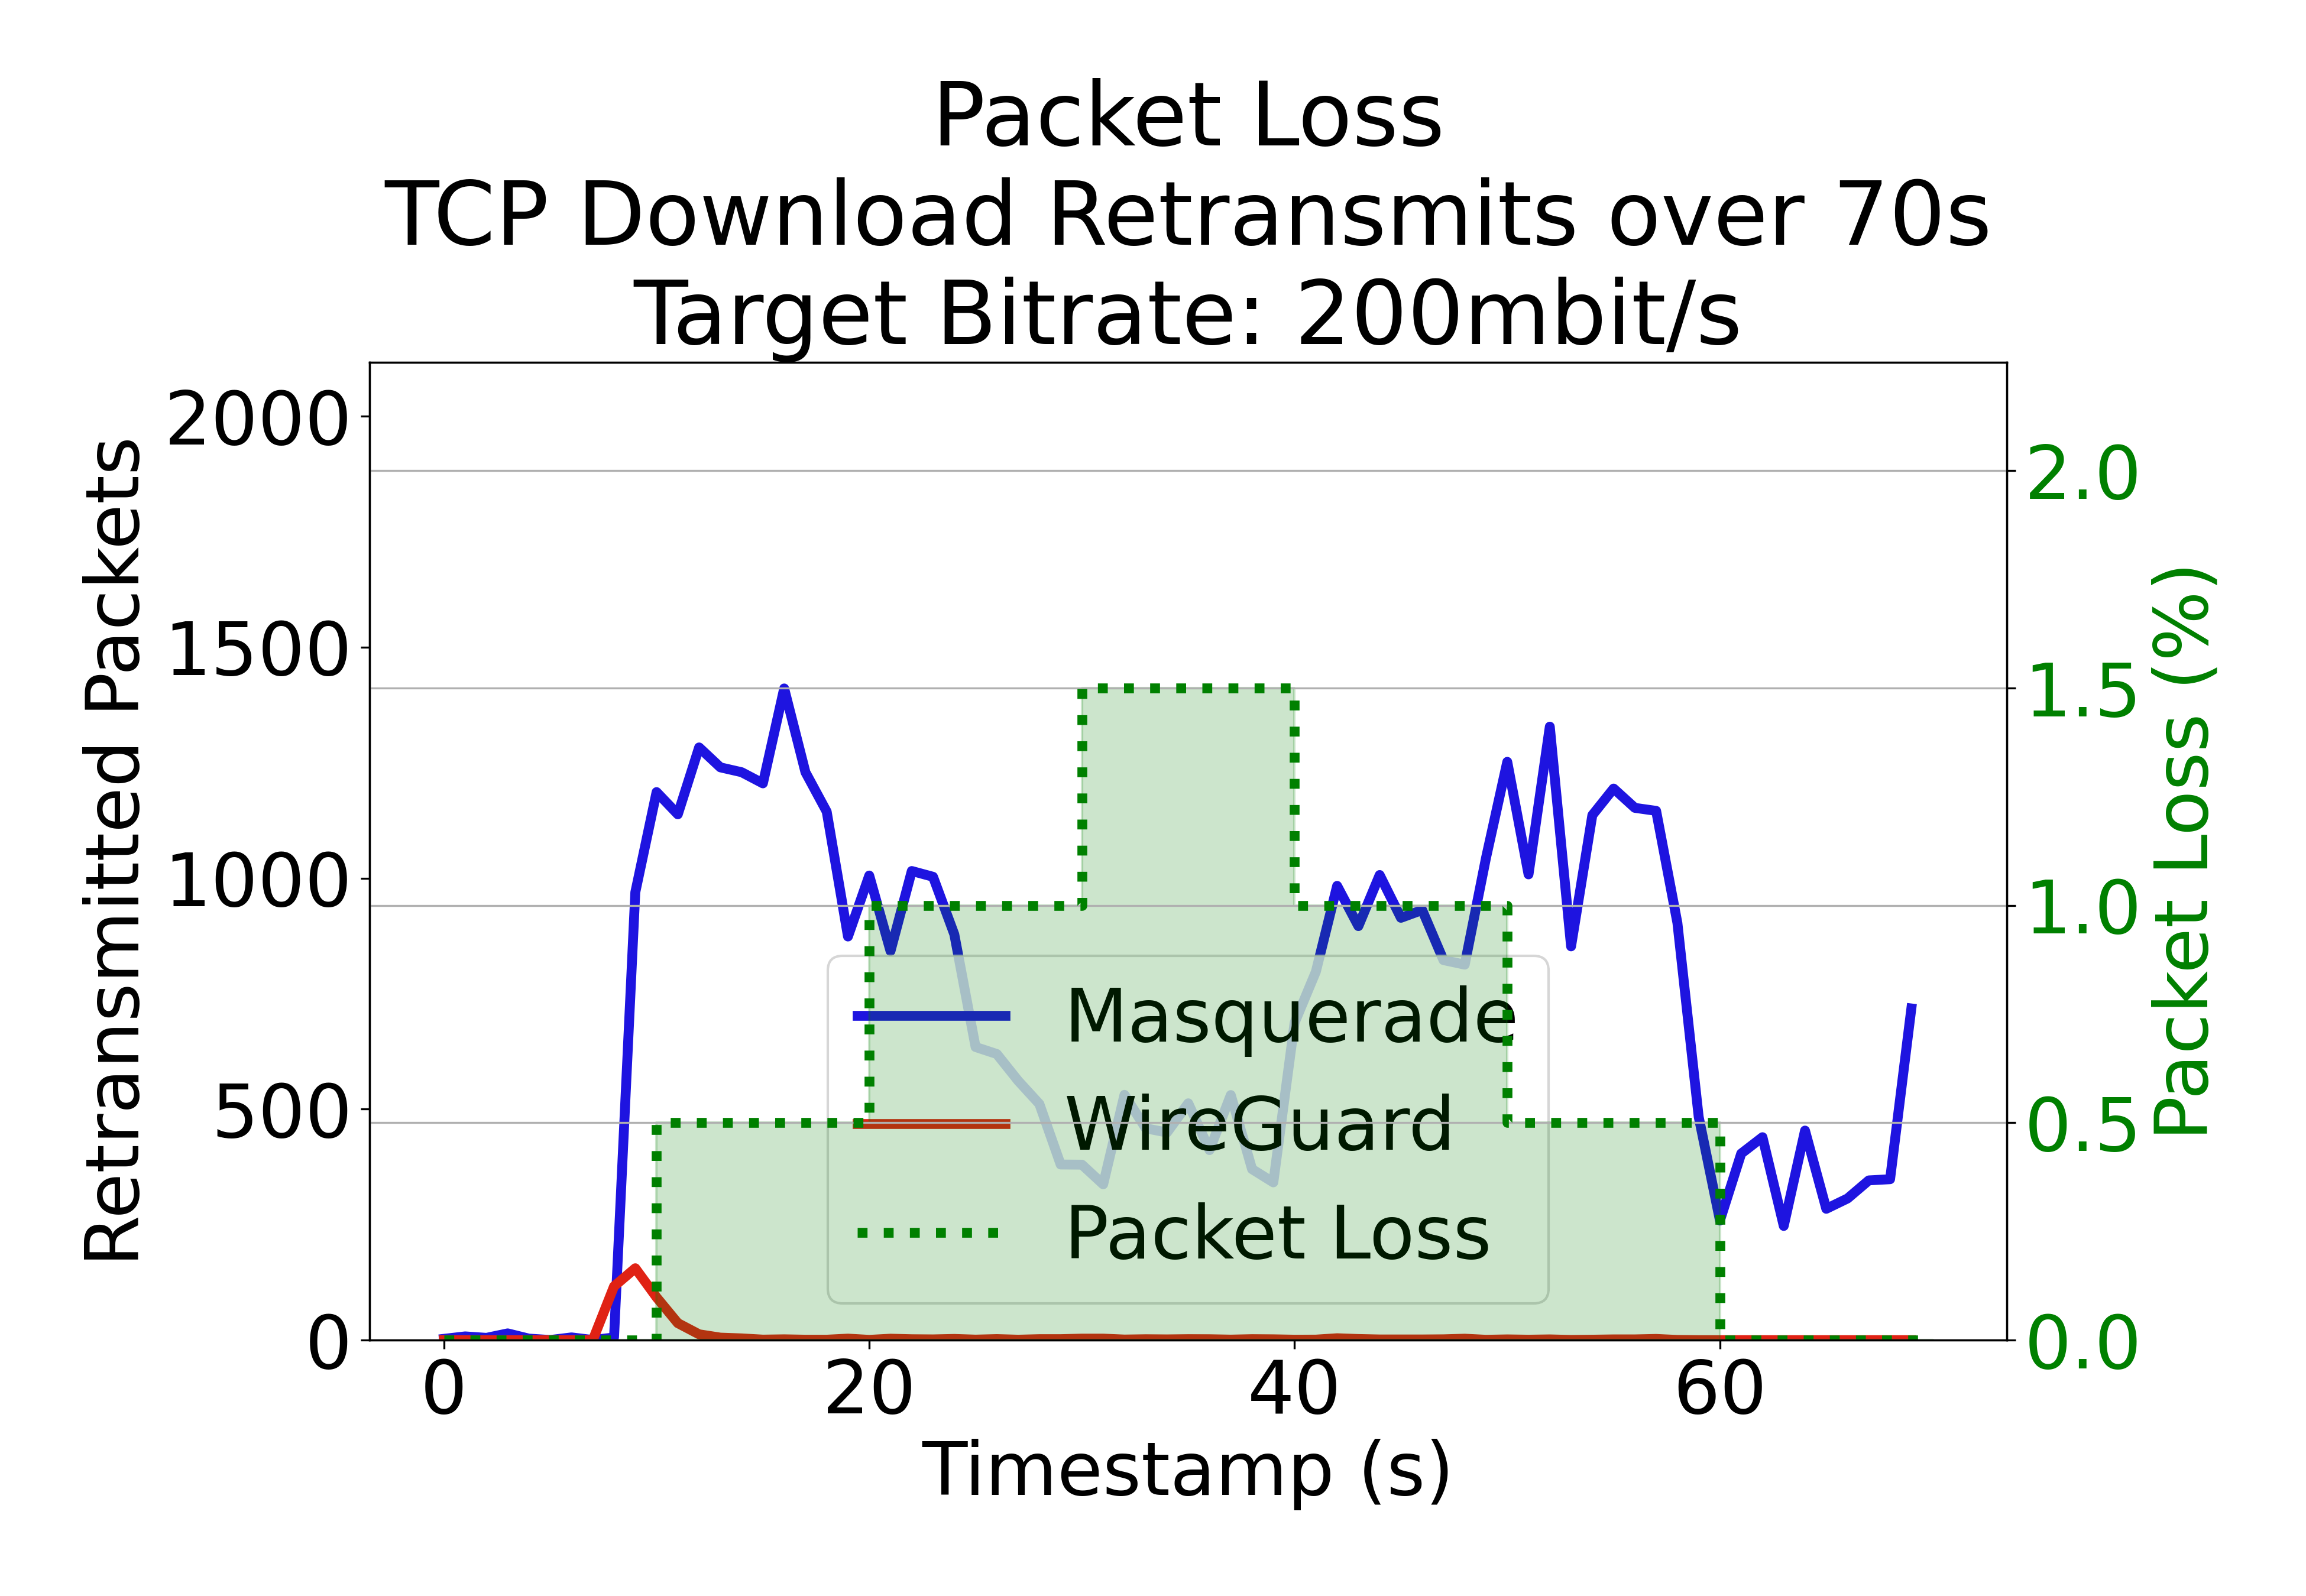 Packet Loss
TCP Download Retransmits over 70s
Target Bitrate: 200mbit/s
Retransmitted Packets
2000
1500
1000
500
0
2.0
1.5
1.0
0.5
0.0
Packet Loss (%)
Masquerade
WireGuard
Packet Loss
0 20 40 60
Timestamp (s)